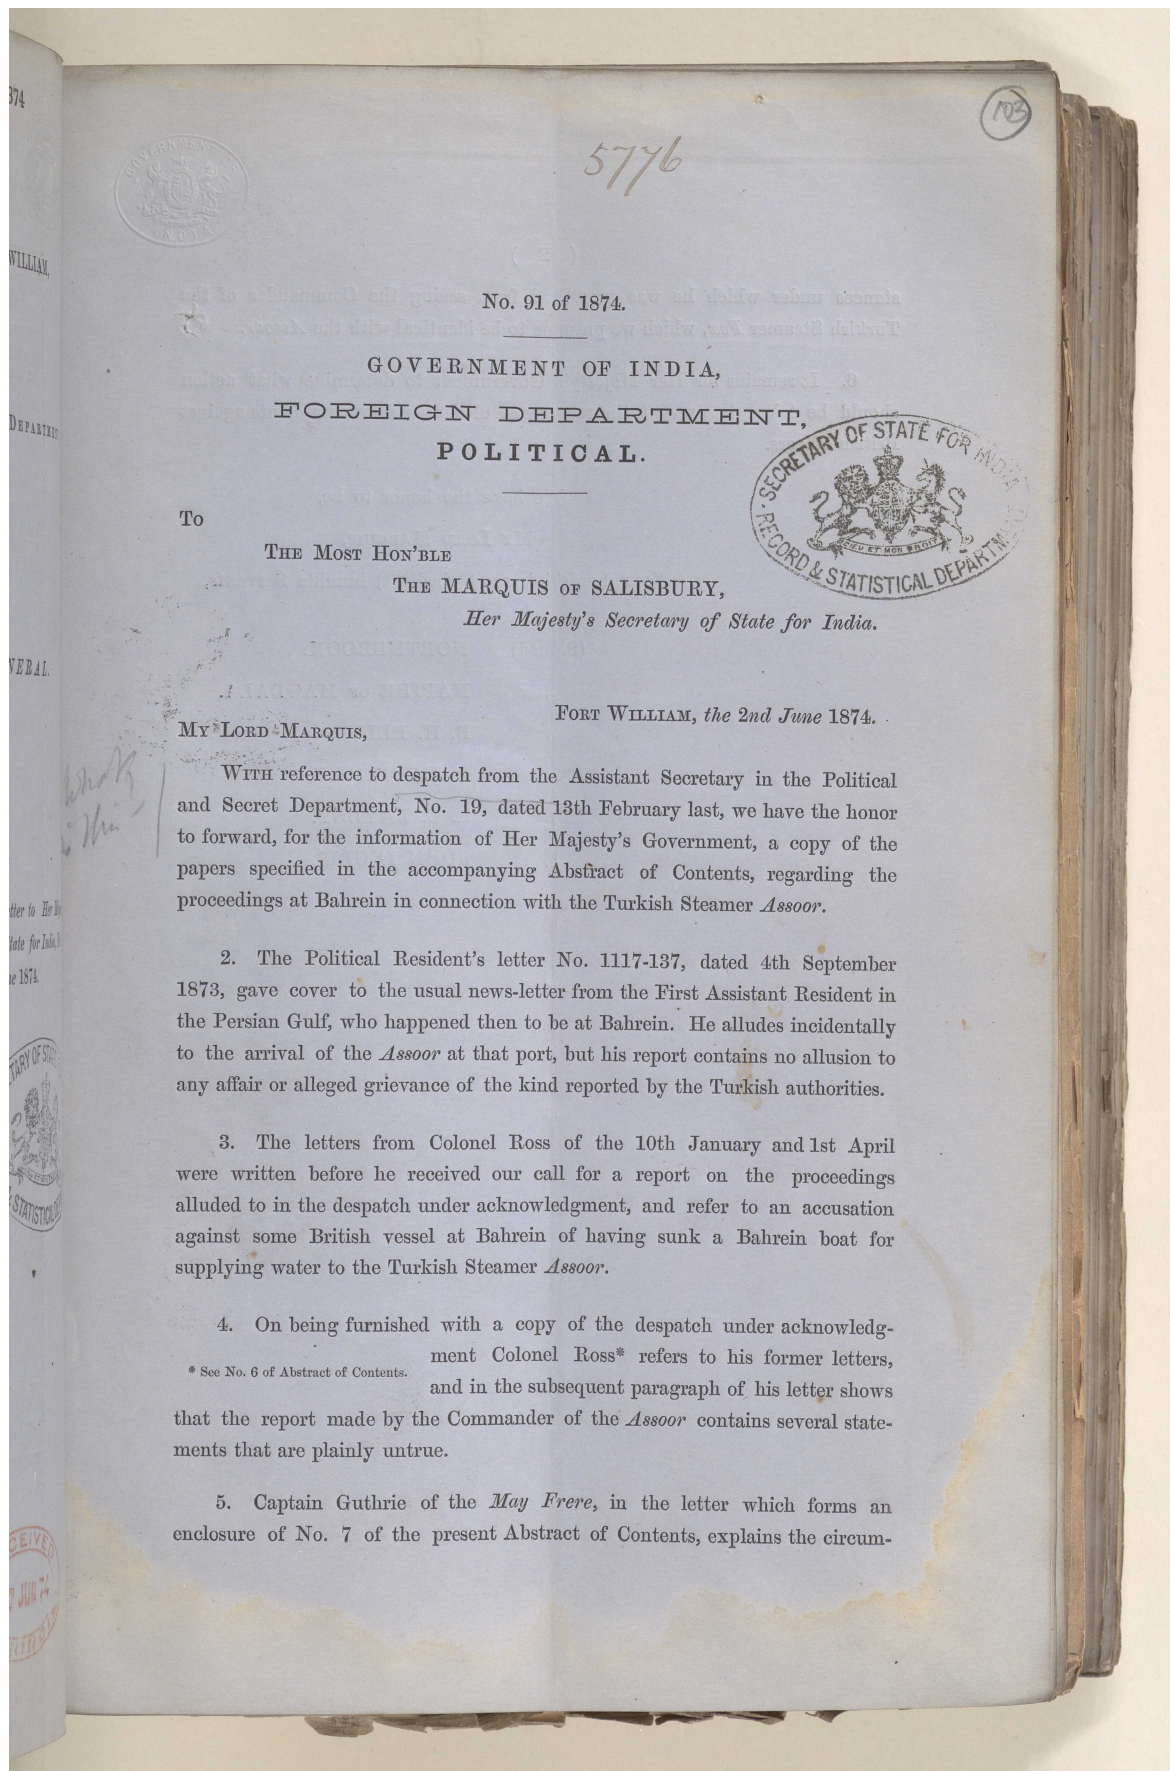 103
5776
GOVERNMENT
INDIA
No. 91 of 1874.
GOVERNMENT OF INDIA,
FOREIGN DEPARTMENT,
POLITICAL.
SECRETARY OF STATE FOR INDIA
DIEU ET MON DROIT
RECORD & STATISTICAL DEPARTMENT
To
THE MOST HON'BLE
THE MARQUIS OF SALISBURY,
Her Majesty's Secretary of State for India.
FORT WILLIAM, the 2nd June 1874.
MY LORD MARQUIS,
WITH reference to despatch from the Assistant Secretary in the Political
and Secret Department, No. 19, dated 13th February last, we have the honor
to forward, for the information of Her Majesty's Government, a copy of the
papers specified in the accompanying Abstract of Contents, regarding the
proceedings at Bahrein in connection with the Turkish Steamer Assoor.
2. The Political Resident's letter No. 1117-137, dated 4th September
1873, gave cover to the usual news-letter from the First Assistant Resident in
the Persian Gulf, who happened then to be at Bahrein. He alludes incidentally
to the arrival of the Assoor at that port, but his report contains no allusion to
any affair or alleged grievance of the kind reported by the Turkish authorities.
3. The letters from Colonel Ross of the 10th January and 1st April
were written before he received our call for a report on the proceedings
alluded to in the despatch under acknowledgment, and refer to an accusation
against some British vessel at Bahrein of having sunk a Bahrein boat for
supplying water to the Turkish Steamer Assoor.
4. On being furnished with a copy of the despatch under acknowledg-
ment Colonel Ross* refers to his former letters,
* See No. 6 of Abstract of Contents.
and in the subsequent paragraph of his letter shows
that the report made by the Commander of the Assoor contains several state-
ments that are plainly untrue.
5. Captain Guthrie of the May Frere, in the letter which forms an
enclosure of No. 7 of the present Abstract of Contents, explains the circum-